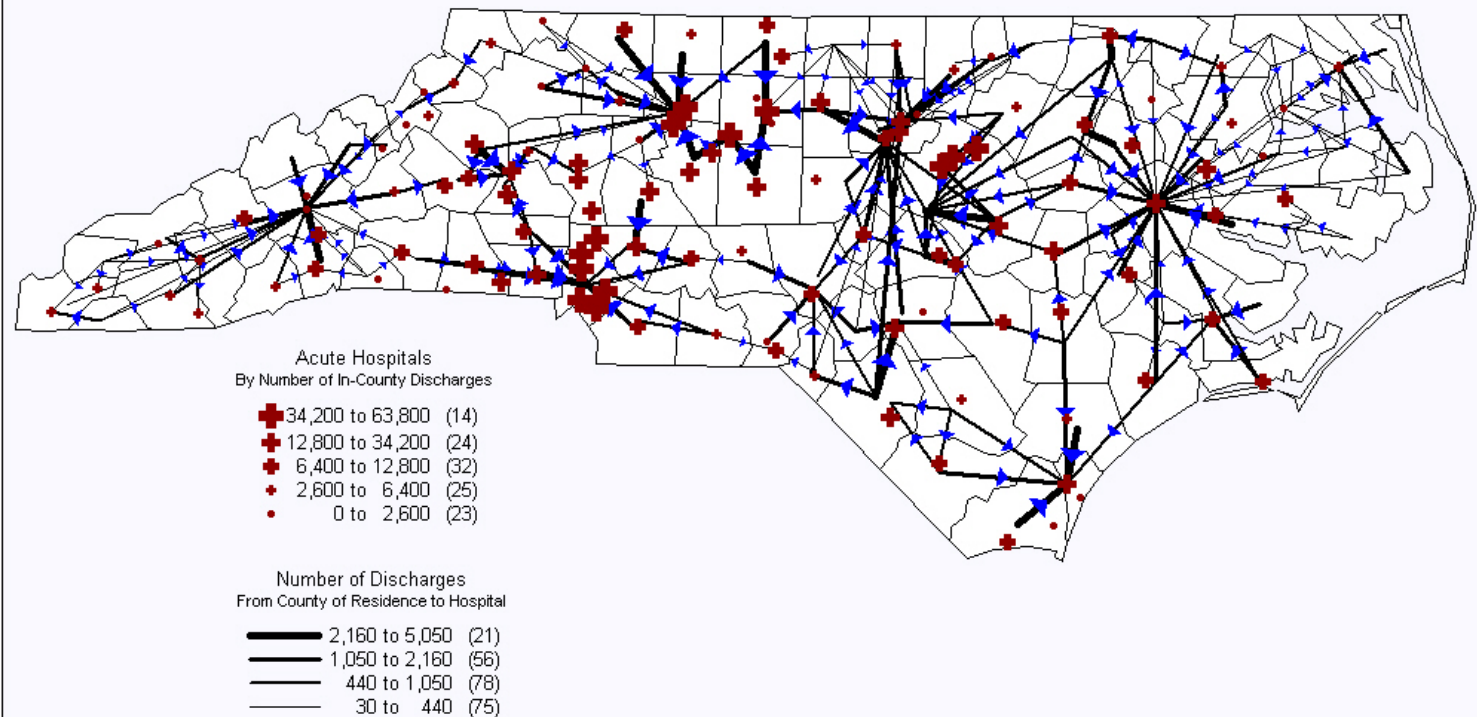 Acute Hospitals
By Number of In-County Discharges
34,200 to 63,800 (14)
12,800 to 34,200 (24)
6,400 to 12,800 (32)
2,600 to 6,400 (25)
0 to 2,600 (23)
Number of Discharges
From County of Residence to Hospital
2,160 to 5,050 (21)
1,050 to 2,160 (56)
440 to 1,050 (78)
30 to 440 (75)